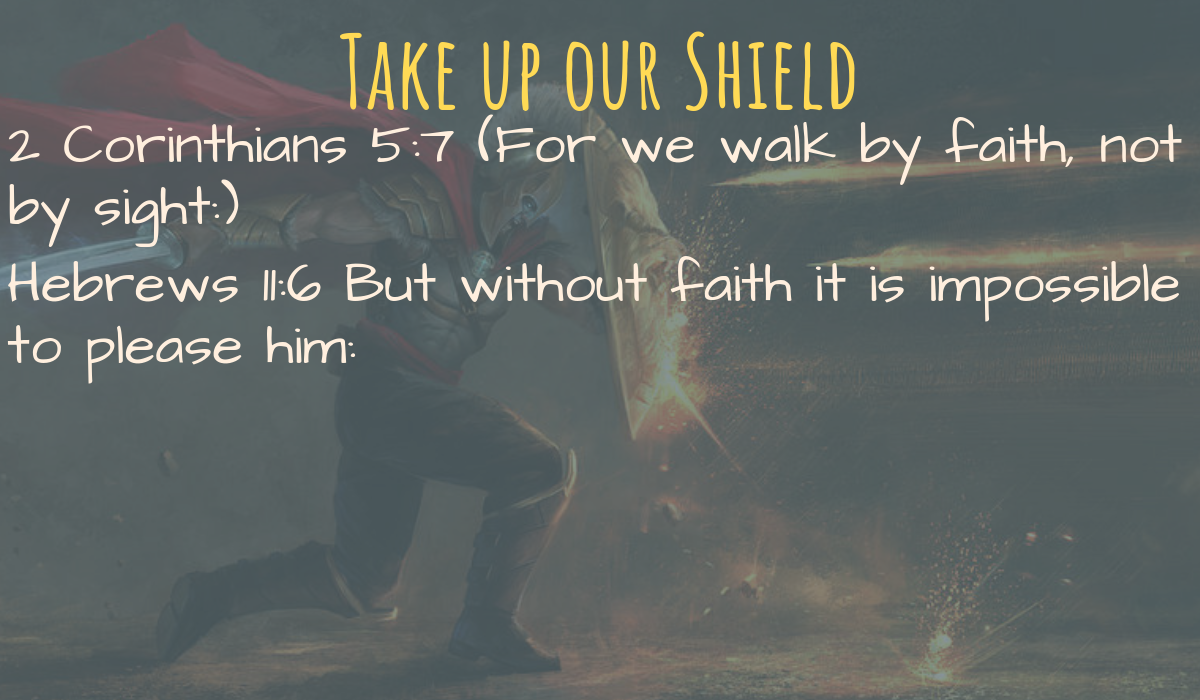 Take up our Shield
2 Corinthians 5:7 (For we walk by faith, not
by sight:)
Hebrews 11:6 But without faith it is impossible
to please him: